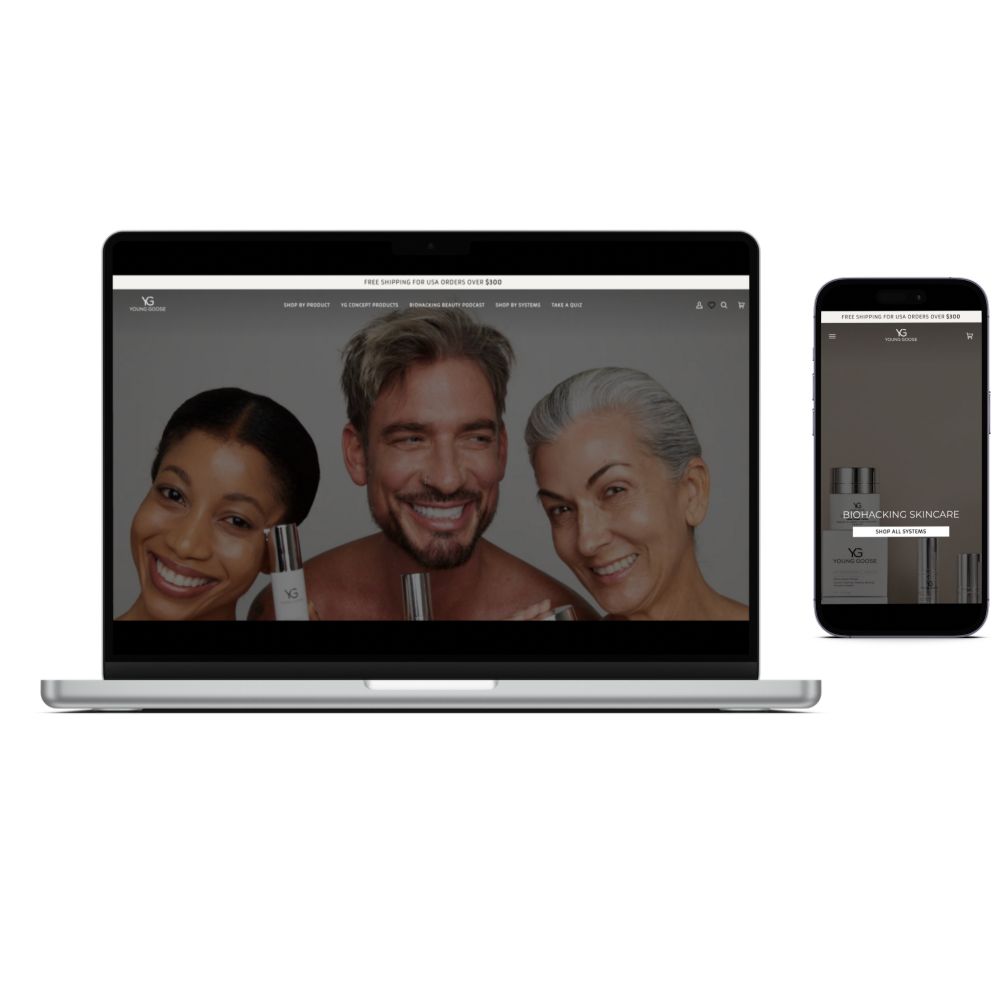 FREE SHIPPING FOR USA ORDERS OVER $300
YG
YOUNG GOOSE
SHOP BY PRODUCT YG CONCEPT PRODUCTS BIOHACKING BEAUTY PODCAST SHOP BY SYSTEMS TAKE A QUIZ
YG
FREE SHIPPING FOR USA ORDERS OVER $300
YG
YOUNG GOOSE
YG
BIOHACKING SKINCARE
SHOP ALL SYSTEMS
YG
YOUNG GOOSE